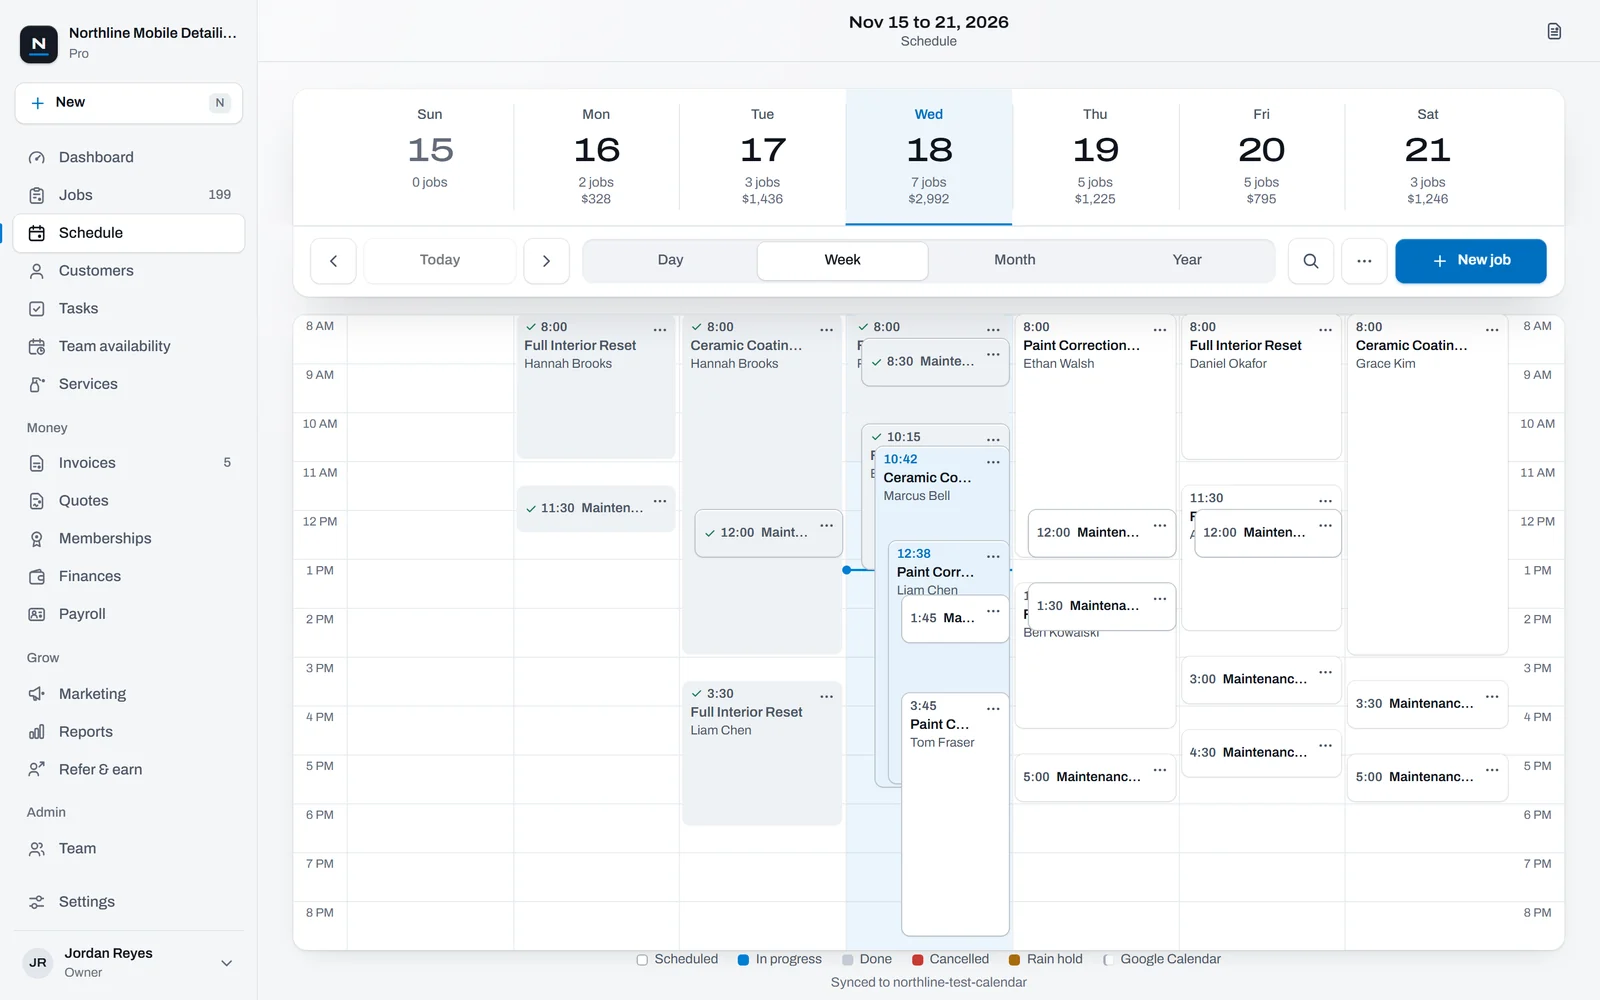 Northline Mobile Detaili...
Pro
New
N
Dashboard
Jobs 199
Schedule
Customers
Tasks
Team availability
Services
Money
Invoices 5
Quotes
Memberships
Finances
Payroll
Grow
Marketing
Reports
Refer & earn
Admin
Team
Settings
JR
Jordan Reyes
Owner
Nov 15 to 21, 2026
Schedule
Sun
15
0 jobs
Mon
16
2 jobs
$328
Tue
17
3 jobs
$1,436
Wed
18
7 jobs
$2,992
Thu
19
5 jobs
$1,225
Fri
20
5 jobs
$795
Sat
21
3 jobs
$1,246
Today
Day
Week
Month
Year
New job
8 AM
9 AM
10 AM
11 AM
12 PM
1 PM
2 PM
3 PM
4 PM
5 PM
6 PM
7 PM
8 PM
8:00
Full Interior Reset
Hannah Brooks
11:30 Mainten...
8:00
Ceramic Coatin...
Hannah Brooks
12:00 Maint...
3:30
Full Interior Reset
Liam Chen
8:00
8:30 Mainte...
10:15
10:42
Ceramic Co...
Marcus Bell
12:38
Paint Corr...
Liam Chen
1:45 Ma...
3:45
Paint C...
Tom Fraser
8:00
Paint Correction...
Ethan Walsh
12:00 Mainten...
1:30 Maintena...
Ben Kowalski
5:00 Maintenanc...
8:00
Full Interior Reset
Daniel Okafor
11:30
12:00 Mainten...
3:00 Maintenanc...
4:30 Maintenanc...
8:00
Ceramic Coatin...
Grace Kim
3:30 Maintenanc...
5:00 Maintenanc...
8 AM
9 AM
10 AM
11 AM
12 PM
1 PM
2 PM
3 PM
4 PM
5 PM
6 PM
7 PM
8 PM
Scheduled
In progress
Done
Cancelled
Rain hold
Google Calendar
Synced to northline-test-calendar